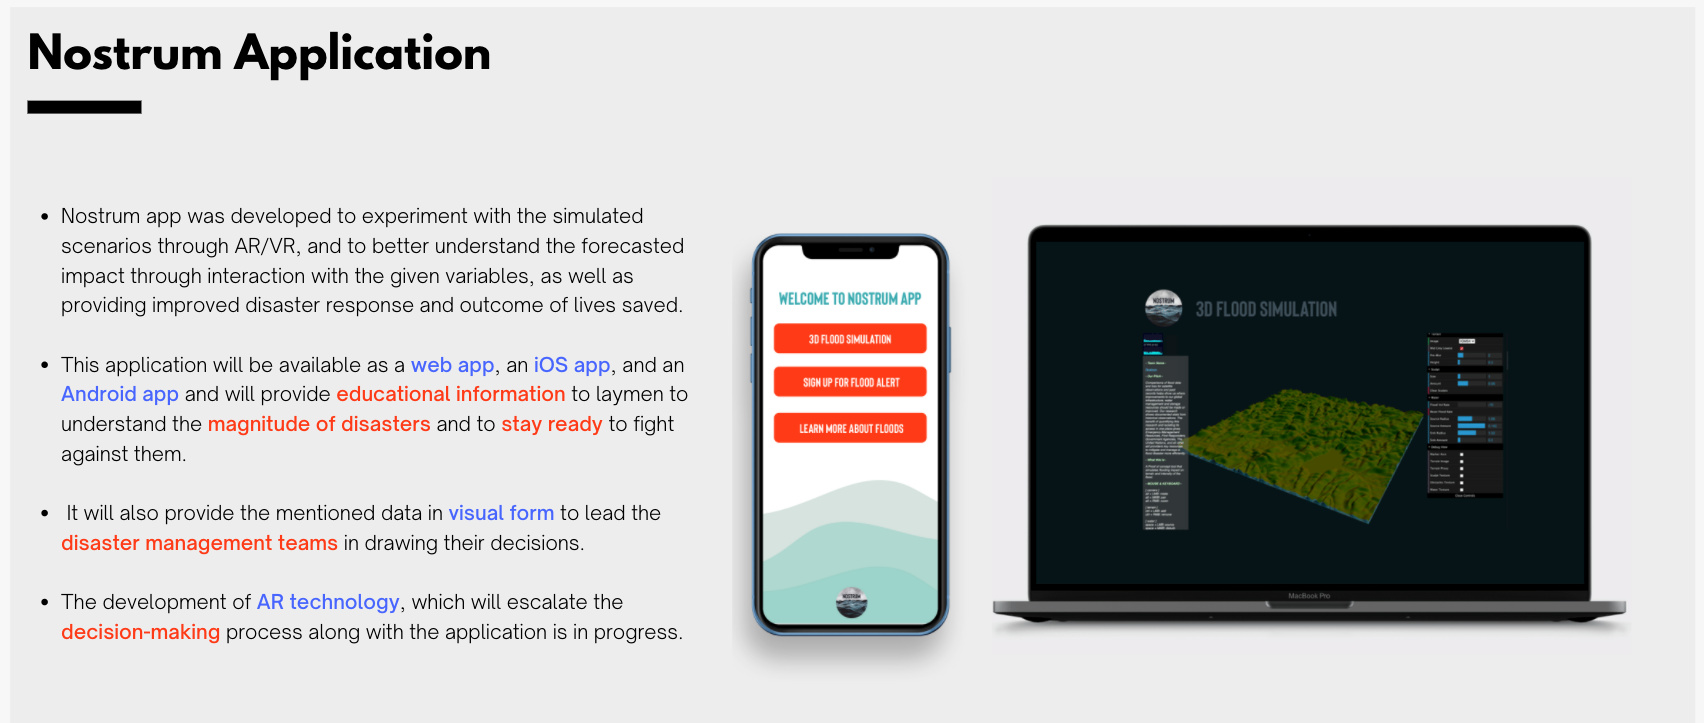 Nostrum Application
Nostrum app was developed to experiment with the simulated
scenarios through AR/VR, and to better understand the forecasted
impact through interaction with the given variables, as well as
providing improved disaster response and outcome of lives saved.
This application will be available as a web app, an iOS app, and an
Android app and will provide educational information to laymen to
understand the magnitude of disasters and to stay ready to fight
against them.
It will also provide the mentioned data in visual form to lead the
disaster management teams in drawing their decisions.
The development of AR technology, which will escalate the
decision-making process along with the application is in progress.
WELCOME TO NOSTRUM APP
3D FLOOD SIMULATION
SIGN UP FOR FLOOD ALERT
LEARN MORE ABOUT FLOODS
NOSTRUM
NOSTRUM
3D FLOOD SIMULATION
MacBook Pro